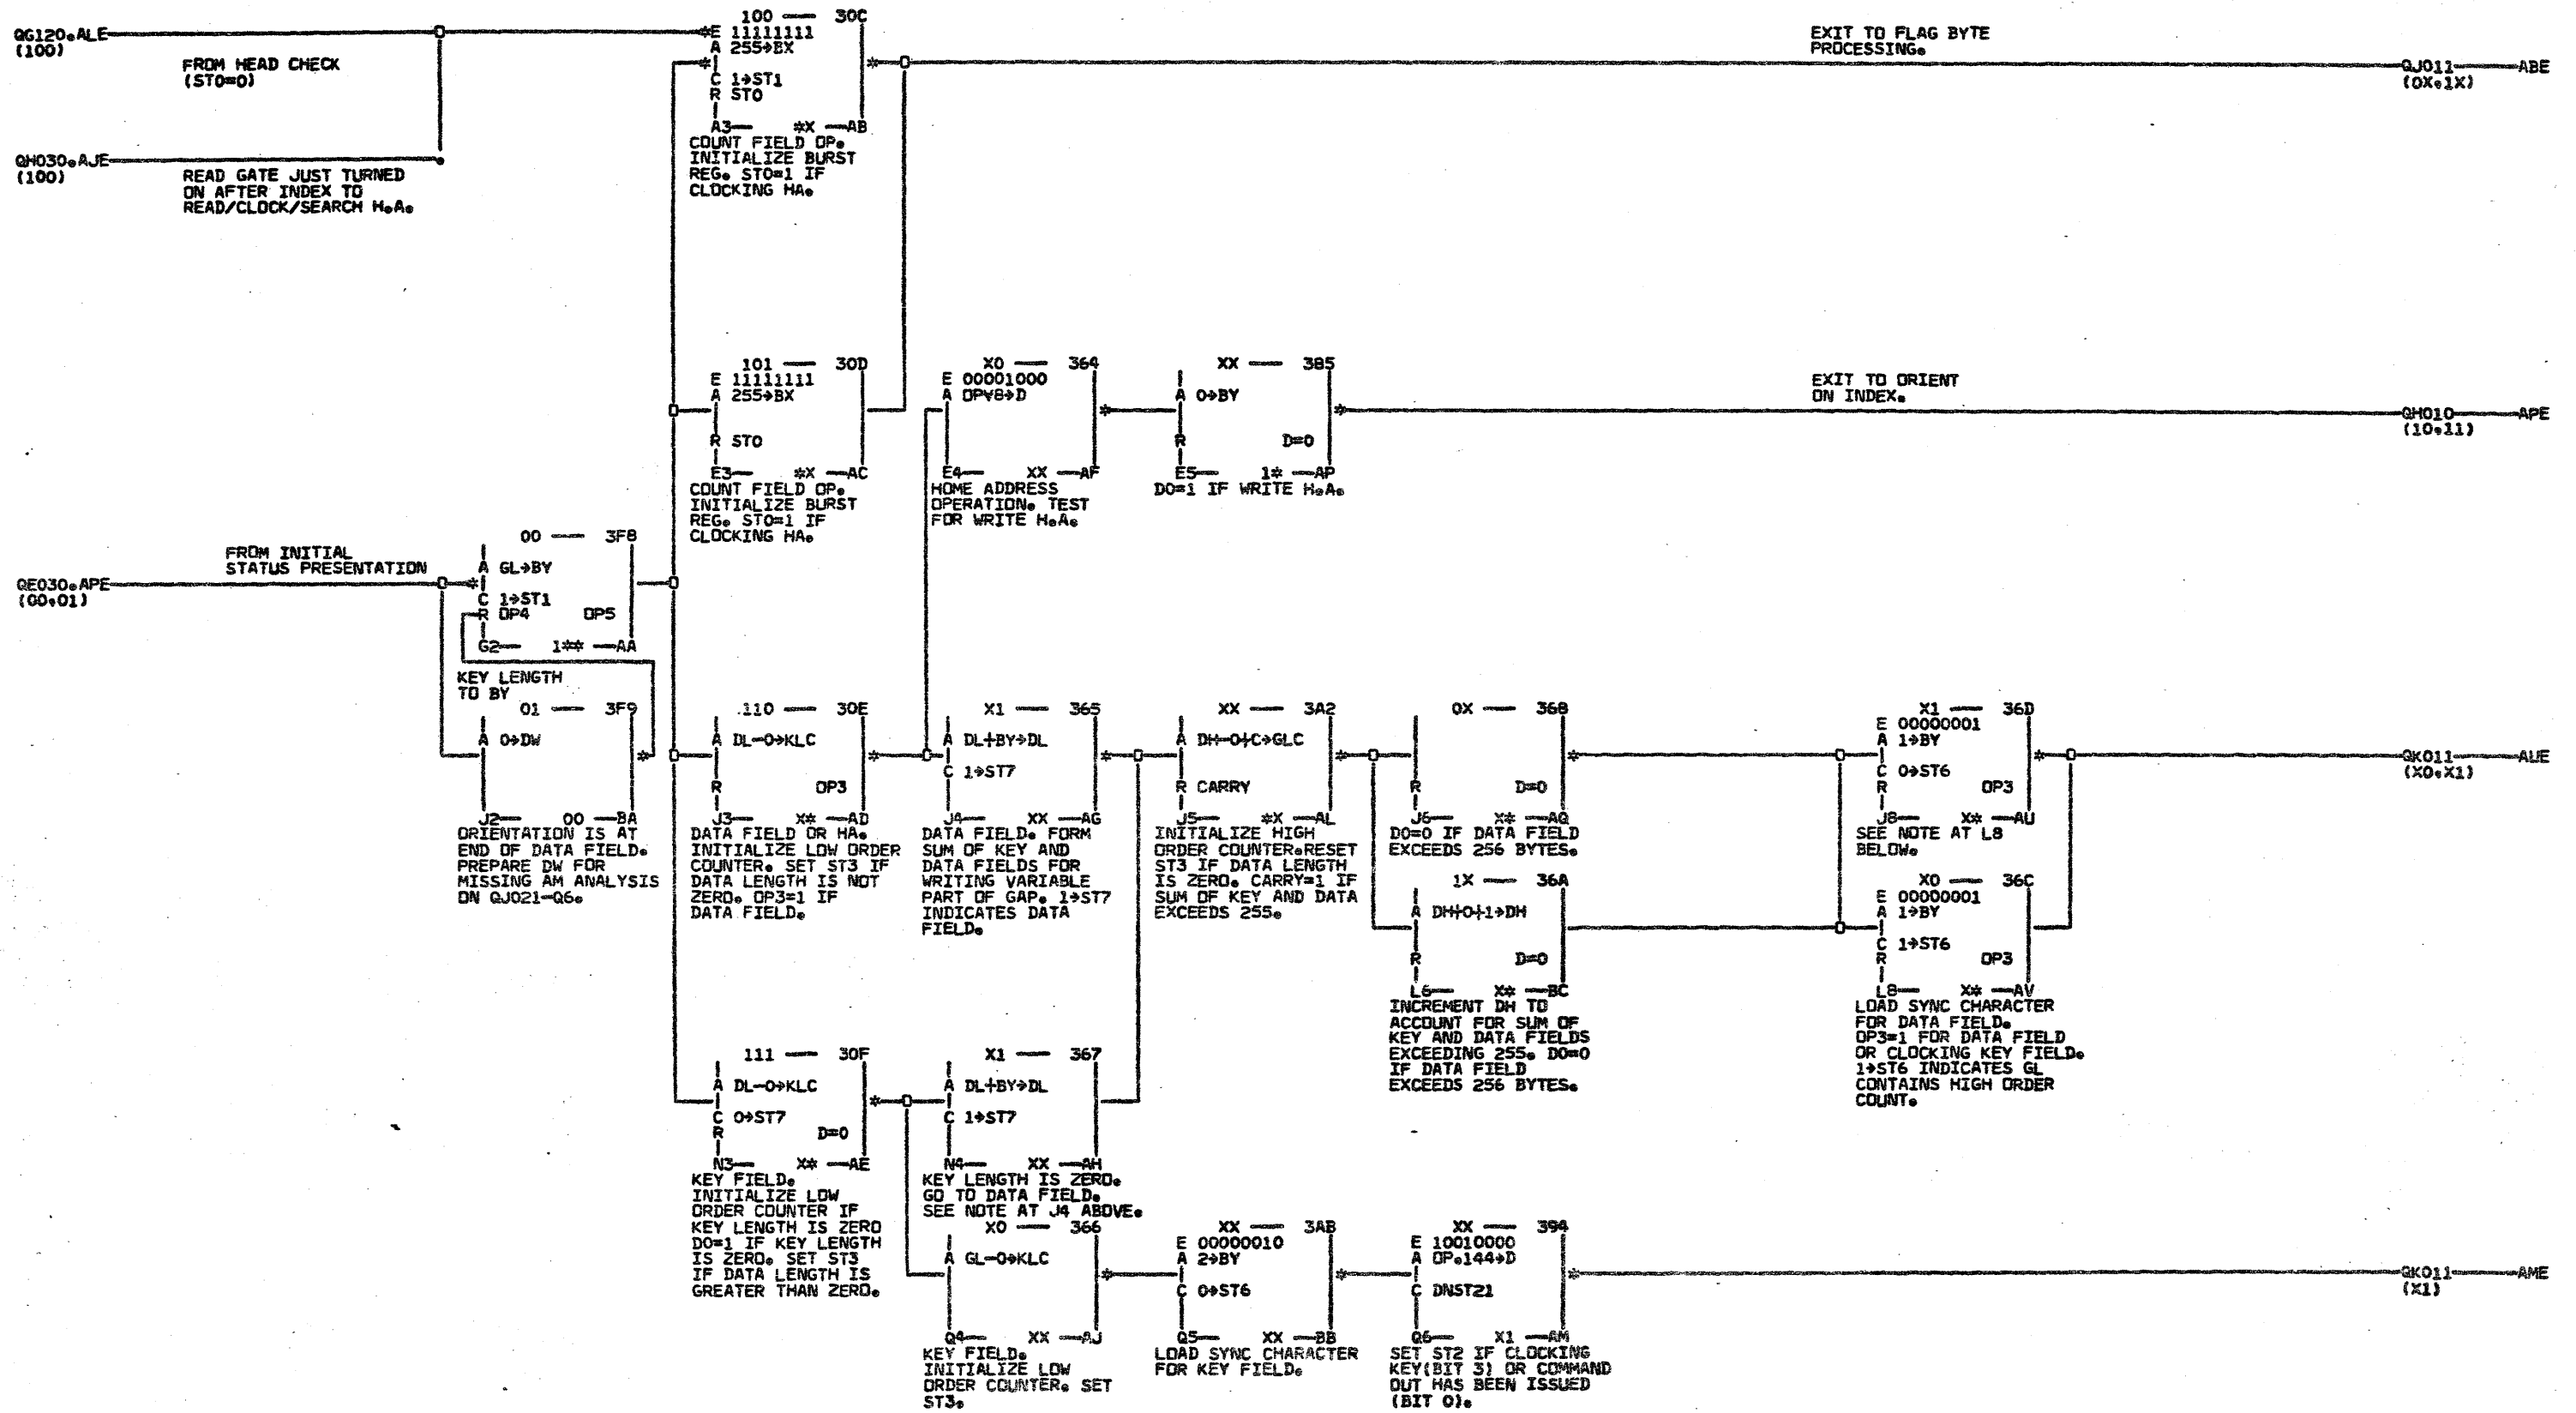 QG120.ALE
(100)
FROM HEAD CHECK
(ST0=0)
QH030.AJE
(100)
READ GATE JUST TURNED
ON AFTER INDEX TO
READ/CLOCK/SEARCH H.A.
100 — 30C
E 11111111
A 255→BX
C 1→ST1
R ST0
A3— *X —AB
COUNT FIELD OP.
INITIALIZE BURST
REG. ST0=1 IF
CLOCKING HA.
EXIT TO FLAG BYTE
PROCESSING.
QJ011—ABE
(0X.1X)
101 — 30D
E 11111111
A 255→BX
R ST0
E3— *X —AC
COUNT FIELD OP.
INITIALIZE BURST
REG. ST0=1 IF
CLOCKING HA.
X0 — 364
E 00001000
A OP∀8→D
E4— XX —AF
HOME ADDRESS
OPERATION. TEST
FOR WRITE H.A.
XX — 385
A 0→BY
R D=0
E5— 1* —AP
DO=1 IF WRITE H.A.
EXIT TO ORIENT
ON INDEX.
QH010—APE
(10.11)
QE030.APE
(00.01)
FROM INITIAL
STATUS PRESENTATION
00 — 3F8
A GL→BY
C 1→ST1
R OP4 OP5
G2— 1** —AA
KEY LENGTH
TO BY
01 — 3F9
A 0→DW
J2— 00 —BA
ORIENTATION IS AT
END OF DATA FIELD.
PREPARE DW FOR
MISSING AM ANALYSIS
ON QJ021-Q6.
110 — 30E
A DL-0→KLC
R OP3
J3— X* —AD
DATA FIELD OR HA.
INITIALIZE LOW ORDER
COUNTER. SET ST3 IF
DATA LENGTH IS NOT
ZERO. OP3=1 IF
DATA FIELD.
X1 — 365
A DL+BY→DL
C 1→ST7
J4— XX —AG
DATA FIELD. FORM
SUM OF KEY AND
DATA FIELDS FOR
WRITING VARIABLE
PART OF GAP. 1→ST7
INDICATES DATA
FIELD.
XX — 3A2
A DH-0+C→GLC
R CARRY
J5— *X —AL
INITIALIZE HIGH
ORDER COUNTER.RESET
ST3 IF DATA LENGTH
IS ZERO. CARRY=1 IF
SUM OF KEY AND DATA
EXCEEDS 255.
0X — 368
R D=0
J6— X* —AQ
DO=0 IF DATA FIELD
EXCEEDS 256 BYTES.
1X — 36A
A DH+0+1→DH
R D=0
L6— X* —BC
INCREMENT DH TO
ACCOUNT FOR SUM OF
KEY AND DATA FIELDS
EXCEEDING 255. DO=0
IF DATA FIELD
EXCEEDS 256 BYTES.
X1 — 36D
E 00000001
A 1→BY
C 0→ST6
R OP3
J8— X* —AU
SEE NOTE AT L8
BELOW.
X0 — 36C
E 00000001
A 1→BY
C 1→ST6
R OP3
L8— X* —AV
LOAD SYNC CHARACTER
FOR DATA FIELD.
OP3=1 FOR DATA FIELD
OR CLOCKING KEY FIELD.
1→ST6 INDICATES GL
CONTAINS HIGH ORDER
COUNT.
QK011—AUE
(X0.X1)
111 — 30F
A DL-0→KLC
C 0→ST7
R D=0
N3— X* —AE
KEY FIELD.
INITIALIZE LOW
ORDER COUNTER IF
KEY LENGTH IS ZERO
DO=1 IF KEY LENGTH
IS ZERO. SET ST3
IF DATA LENGTH IS
GREATER THAN ZERO.
X1 — 367
A DL+BY→DL
C 1→ST7
N4— XX —AH
KEY LENGTH IS ZERO.
GO TO DATA FIELD.
SEE NOTE AT J4 ABOVE.
X0 — 366
A GL-0→KLC
Q4— XX —AJ
KEY FIELD.
INITIALIZE LOW
ORDER COUNTER. SET
ST3.
XX — 3AB
E 00000010
A 2→BY
C 0→ST6
Q5— XX —BB
LOAD SYNC CHARACTER
FOR KEY FIELD.
XX — 394
E 10010000
A OP.144→D
C DNST21
Q6— X1 —AM
SET ST2 IF CLOCKING
KEY(BIT 3) OR COMMAND
OUT HAS BEEN ISSUED
(BIT 0).
QK011—AME
(X1)